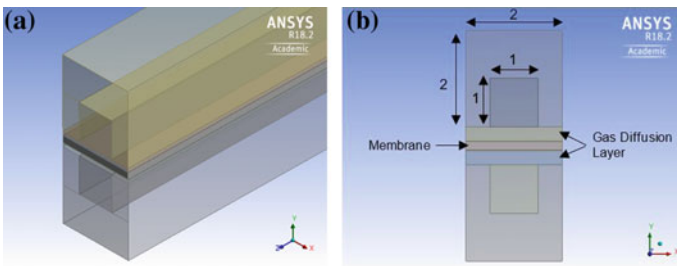 (a)
ANSYS
R18.2
Academic
Y
Z
X
(b)
ANSYS
R18.2
Academic
2
1
2
1
Membrane
Gas Diffusion
Layer
Y
X